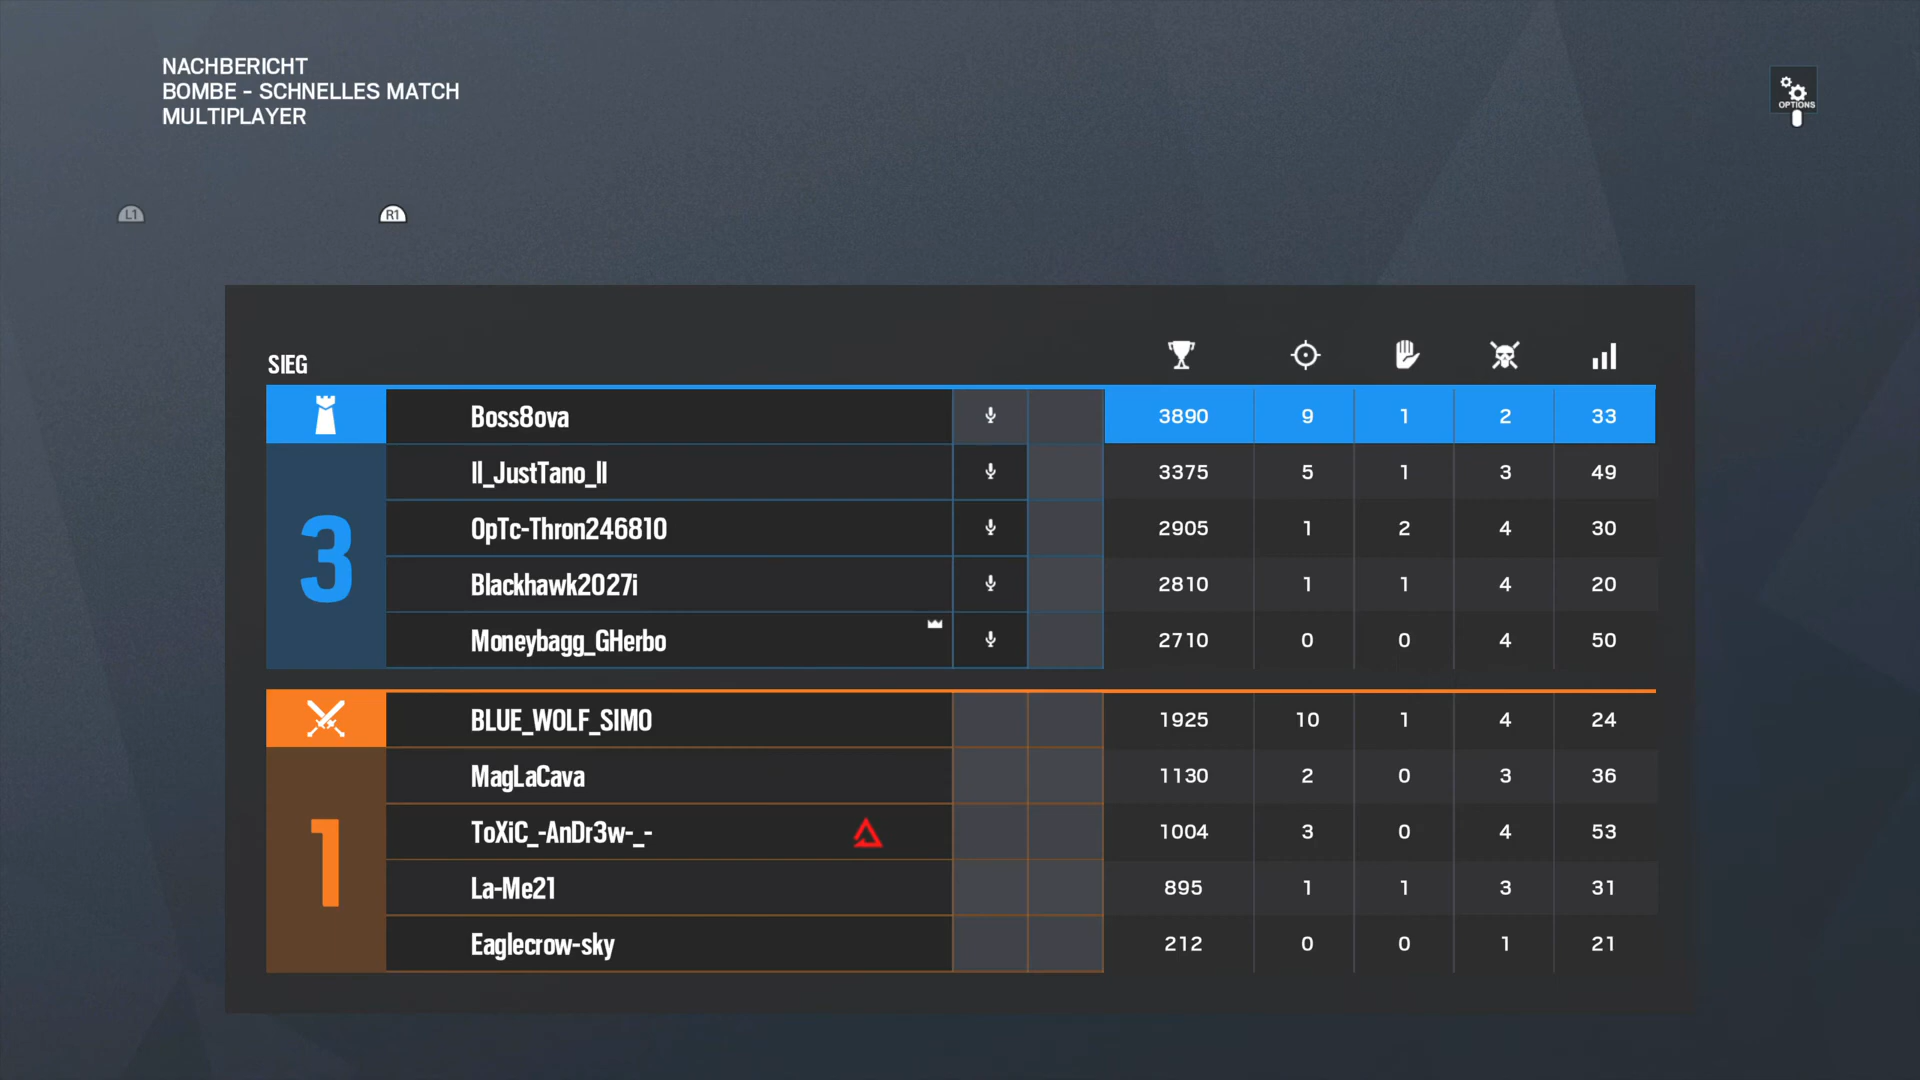 NACHBERICHT
BOMBE - SCHNELLES MATCH
MULTIPLAYER
OPTIONS
L1 R1
SIEG
Boss8ova 3890 9 1 2 33
ll_JustTano_ll 3375 5 1 3 49
OpTc-Thron246810 2905 1 2 4 30
3
Blackhawk2027i 2810 1 1 4 20
Moneybagg_GHerbo 2710 0 0 4 50
BLUE_WOLF_SIMO 1925 10 1 4 24
MagLaCava 1130 2 0 3 36
ToXiC_-AnDr3w-_- 1004 3 0 4 53
1
La-Me21 895 1 1 3 31
Eaglecrow-sky 212 0 0 1 21